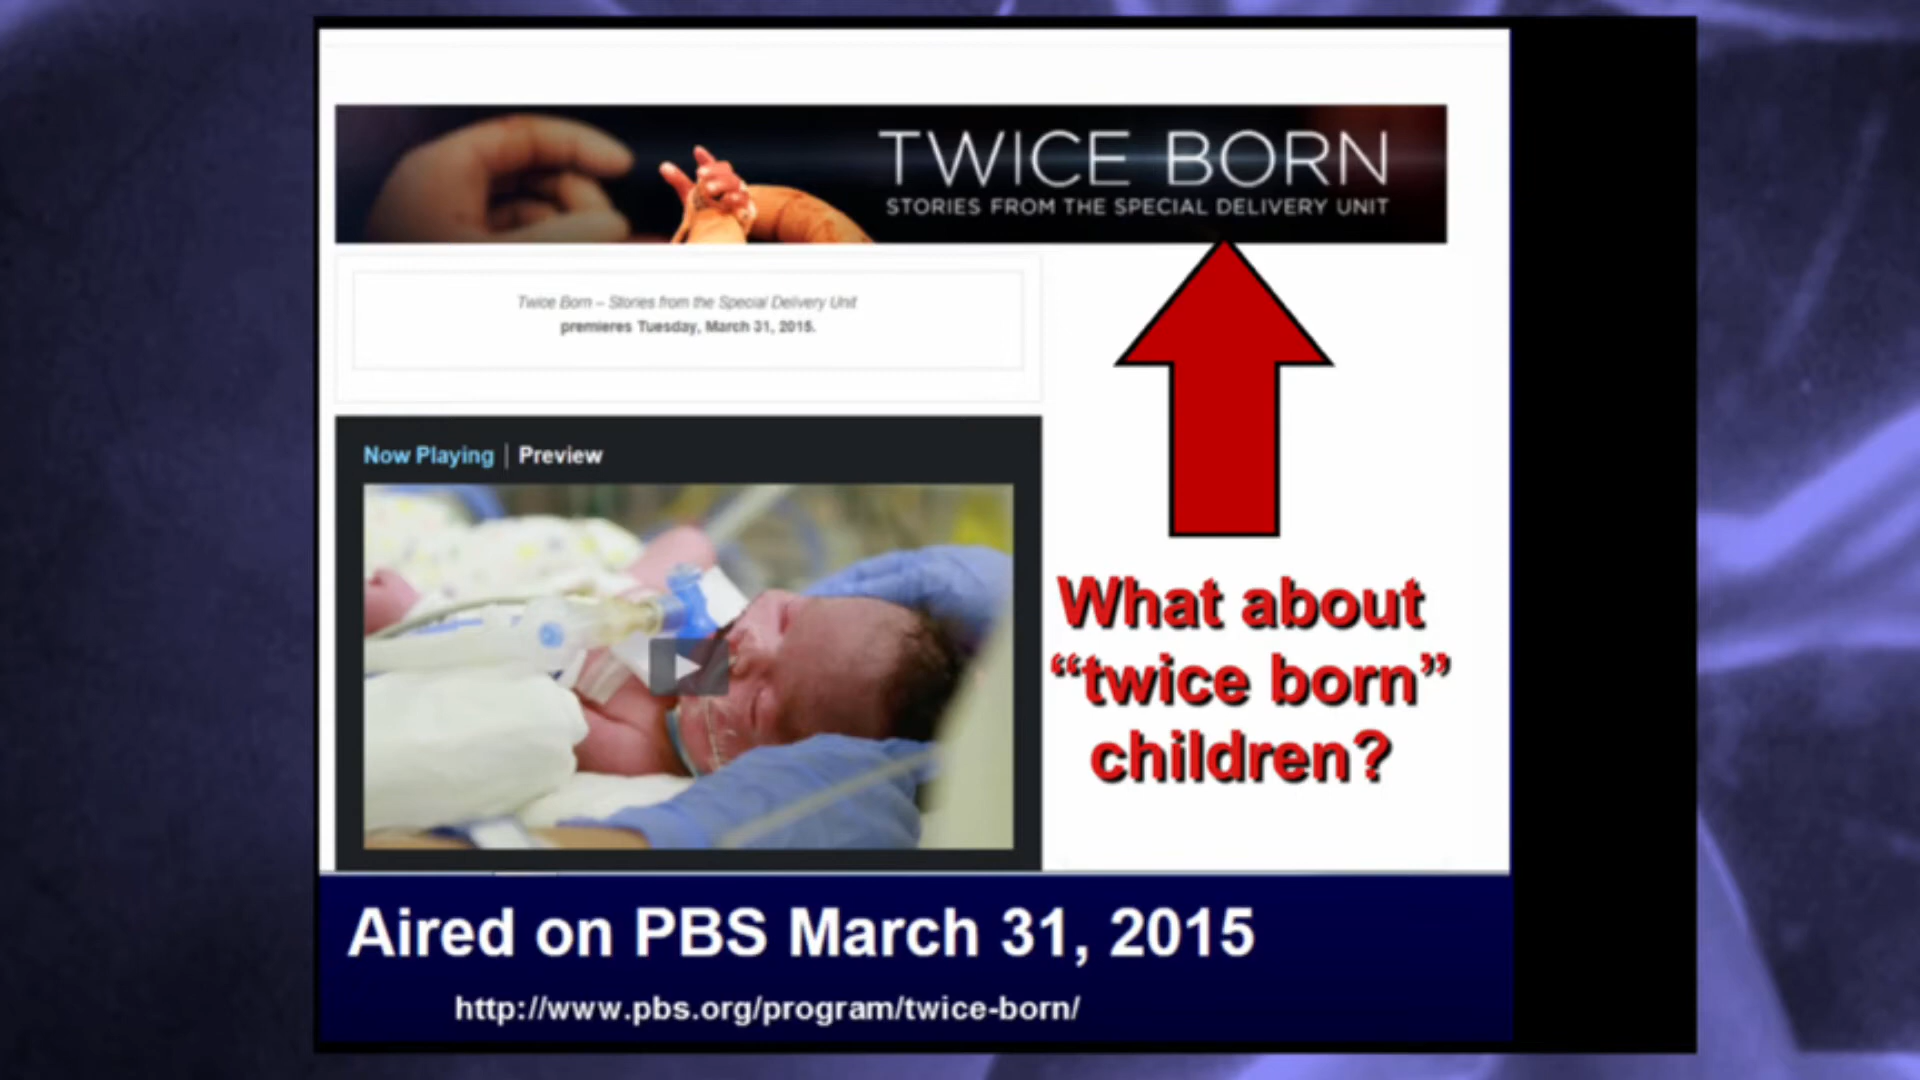 TWICE BORN
STORIES FROM THE SPECIAL DELIVERY UNIT
Twice Born – Stories from the Special Delivery Unit
premieres Tuesday, March 31, 2015.
Now Playing | Preview
What about
“twice born”
children?
Aired on PBS March 31, 2015
http://www.pbs.org/program/twice-born/